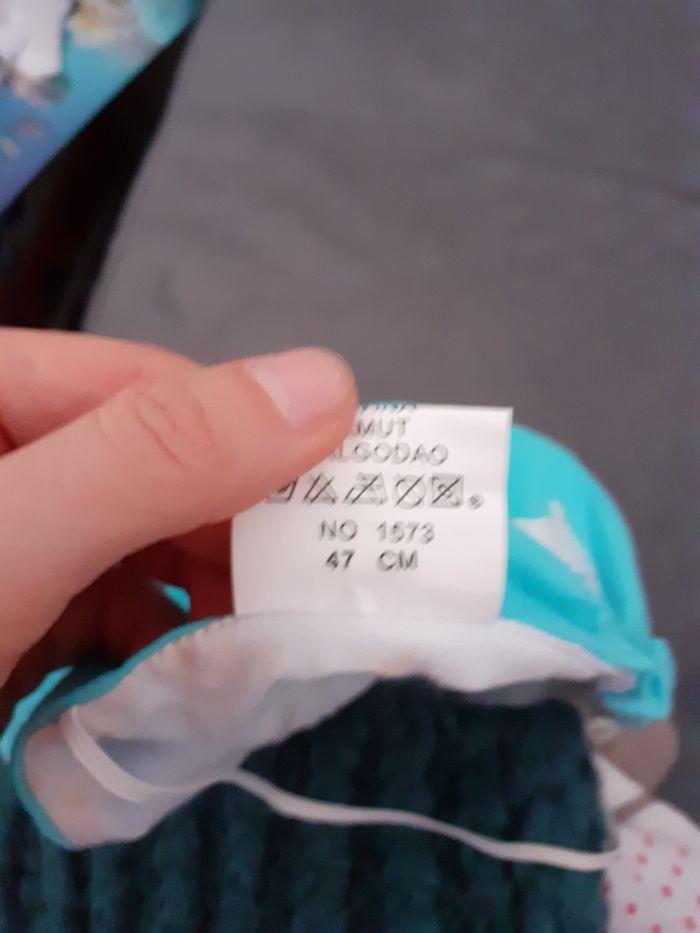 MUT
ALGODAO
NO 1573
47 CM